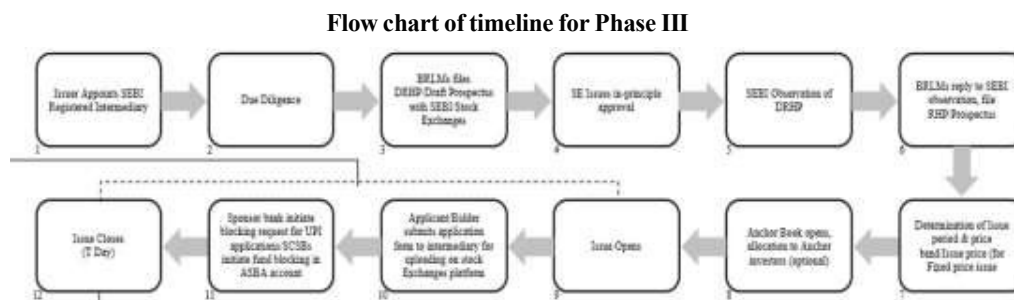 Flow chart of timeline for Phase III
Issuer Appoints SEBI
Registered Intermediary
1
Due Diligence
2
BRLMs files
DRHP Draft Prospectus
with SEBI Stock
Exchanges
3
SE Issues in-principle
approval
4
SEBI Observation of
DRHP
5
BRLMs reply to SEBI
observation, file
RHP Prospectus
6
Issue Closes
(T Day)
12
Sponsor bank initiate
blocking request for UPI
applications/SCSBs
initiate fund blocking in
ASBA account
11
Applicant/Bidder
submits application
form to intermediary for
uploading on stock
Exchanges platform
10
Issue Opens
9
Anchor Book opens,
allocation to Anchor
investors (optional)
8
Determination of Issue
period & price
band/Issue price (for
Fixed price issue
7